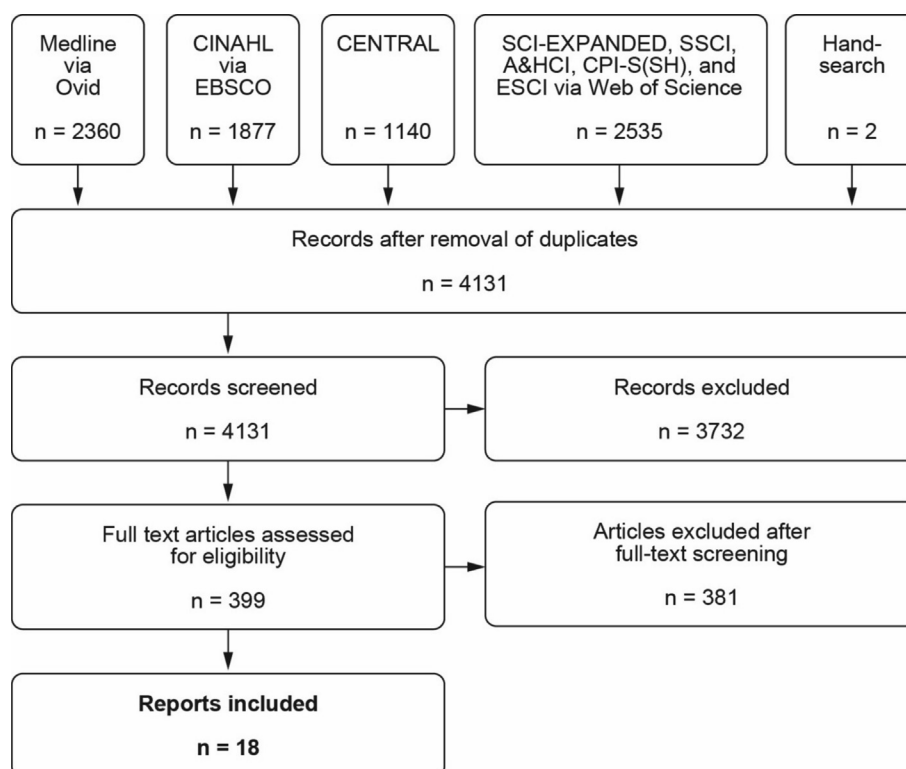 Medline
via
Ovid
n = 2360
CINAHL
via
EBSCO
n = 1877
CENTRAL
n = 1140
SCI-EXPANDED, SSCI,
A&HCI, CPI-S(SH), and
ESCI via Web of Science
n = 2535
Hand-
search
n = 2
Records after removal of duplicates
n = 4131
Records screened
n = 4131
Records excluded
n = 3732
Full text articles assessed
for eligibility
n = 399
Articles excluded after
full-text screening
n = 381
Reports included
n = 18